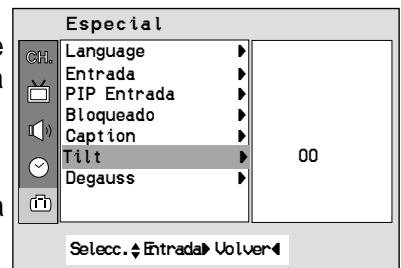 Especial
e
CH.
Language
a
Entrada
PIP Entrada
Bloqueado
Caption
Tilt 00
Degauss
a
Selecc. Entrada Volver